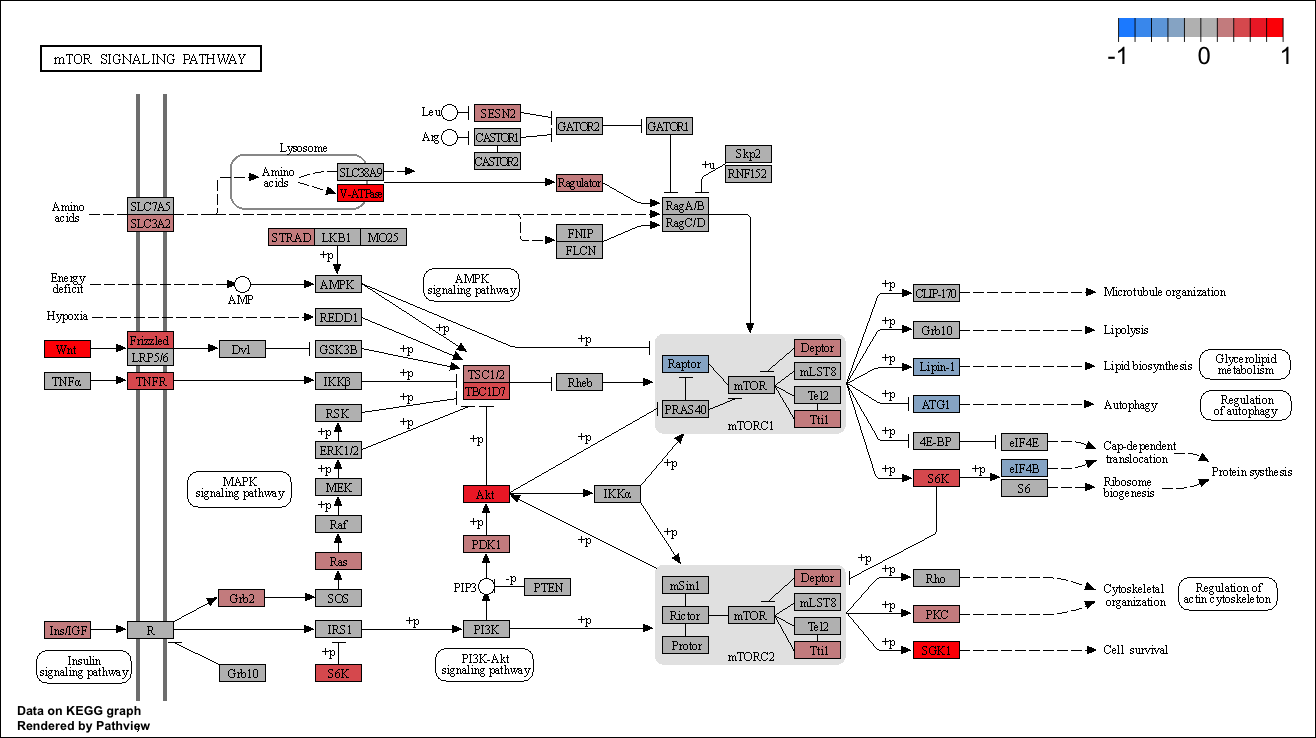 mTOR SIGNALING PATHWAY
-1 0 1
Leu
SESN2
GATOR2
GATOR1
Arg
CASTOR1
CASTOR2
Lysosome
Amino
acids
SLC38A9
V-ATPase
Ragulator
+u
Skp2
RNF152
Amino
acids
SLC7A5
SLC3A2
RagA/B
RagC/D
FNIP
FLCN
STRAD
LKB1
MO25
+p
Energy
deficit
AMP
AMPK
AMPK
signaling pathway
+p
+p
Hypoxia
REDD1
Wnt
Frizzled
LRP5/6
Dvl
GSK3B
+p
TNFα
TNFR
IKKβ
+p
TSC1/2
TBC1D7
Rheb
RSK
+p
+p
ERK1/2
+p
+p
MEK
+p
Raf
Ras
MAPK
signaling pathway
Raptor
mTOR
PRAS40
Deptor
mLST8
Tel2
Tti1
mTORC1
+p
CLIP-170
Microtubule organization
+p
Grb10
Lipolysis
+p
Lipin-1
Lipid biosynthesis
Glycerolipid
metabolism
+p
ATG1
Autophagy
Regulation
of autophagy
+p
4E-BP
eIF4E
Cap-dependent
translocation
+p
S6K
+p
eIF4B
S6
Ribosome
biogenesis
Protein systhesis
+p
Akt
+p
IKKα
+p
+p
+p
+p
PDK1
PIP3
-p
PTEN
Grb2
SOS
Ins/IGF
R
IRS1
+p
PI3K
+p
+p
S6K
Grb10
Insulin
signaling pathway
PI3K-Akt
signaling pathway
mSin1
Rictor
Protor
mTOR
Deptor
mLST8
Tel2
Tti1
mTORC2
+p
+p
Rho
+p
PKC
Cytoskeletal
organization
Regulation of
actin cytoskeleton
+p
SGK1
Cell survival
Data on KEGG graph
Rendered by Pathview